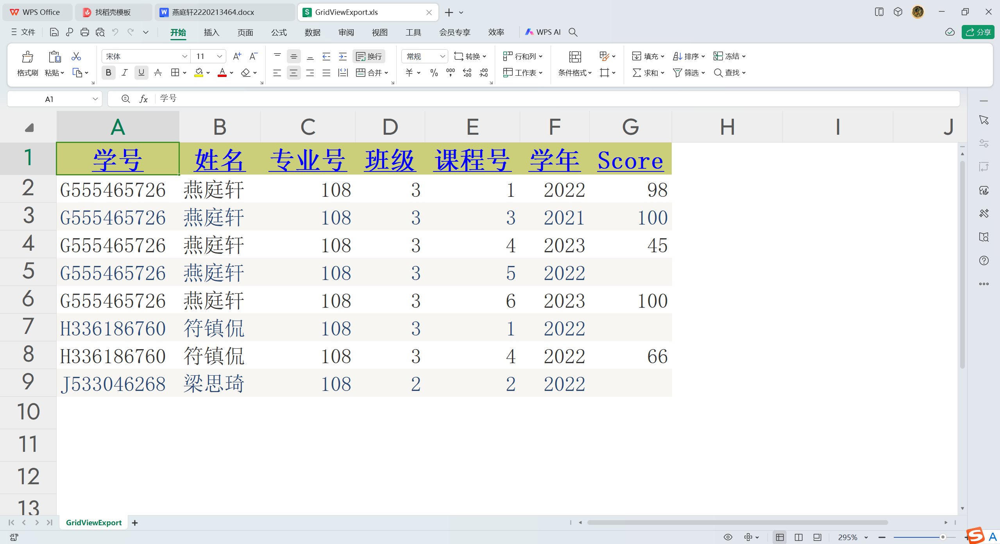 WPS Office 找稻壳模板 燕庭轩2220213464.docx GridViewExport.xls
文件 开始 插入 页面 公式 数据 审阅 视图 工具 会员专享 效率 WPS AI 分享
宋体 11 换行 常规 转换 行和列 填充 排序 冻结
格式刷 粘贴 合并 工作表 条件格式 求和 筛选 查找
A1 学号
A B C D E F G H I J
1 学号 姓名 专业号 班级 课程号 学年 Score
2 G555465726 燕庭轩 108 3 1 2022 98
3 G555465726 燕庭轩 108 3 3 2021 100
4 G555465726 燕庭轩 108 3 4 2023 45
5 G555465726 燕庭轩 108 3 5 2022
6 G555465726 燕庭轩 108 3 6 2023 100
7 H336186760 符镇侃 108 3 1 2022
8 H336186760 符镇侃 108 3 4 2022 66
9 J533046268 梁思琦 108 2 2 2022
10
11
12
13
GridViewExport
295%